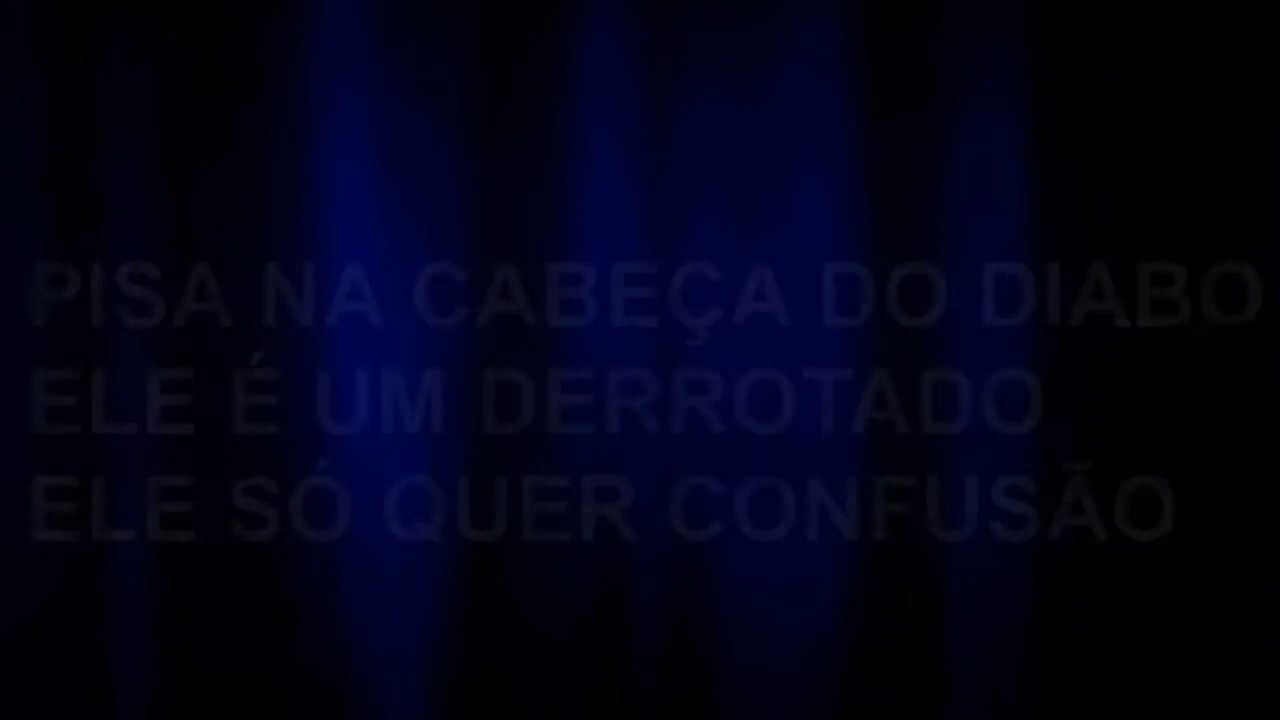 PISA NA CABEÇA DO DIABO
ELE É UM DERROTADO
ELE SÓ QUER CONFUSÃO